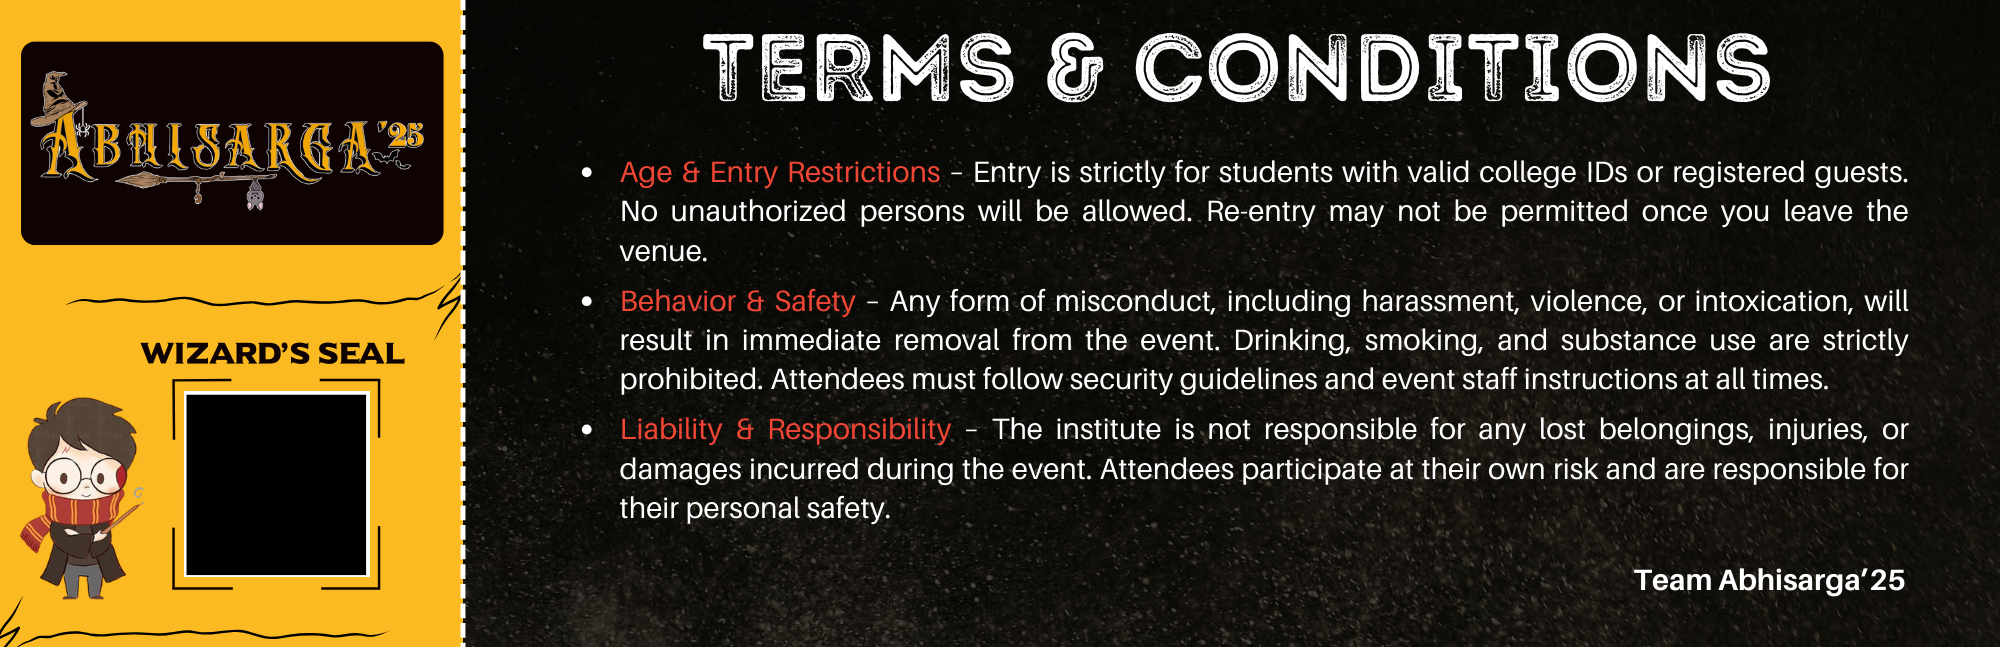 ABHISARGA'25
WIZARD'S SEAL
TERMS & CONDITIONS
• Age & Entry Restrictions – Entry is strictly for students with valid college IDs or registered guests.
No unauthorized persons will be allowed. Re-entry may not be permitted once you leave the
venue.
• Behavior & Safety – Any form of misconduct, including harassment, violence, or intoxication, will
result in immediate removal from the event. Drinking, smoking, and substance use are strictly
prohibited. Attendees must follow security guidelines and event staff instructions at all times.
• Liability & Responsibility – The institute is not responsible for any lost belongings, injuries, or
damages incurred during the event. Attendees participate at their own risk and are responsible for
their personal safety.
Team Abhisarga'25